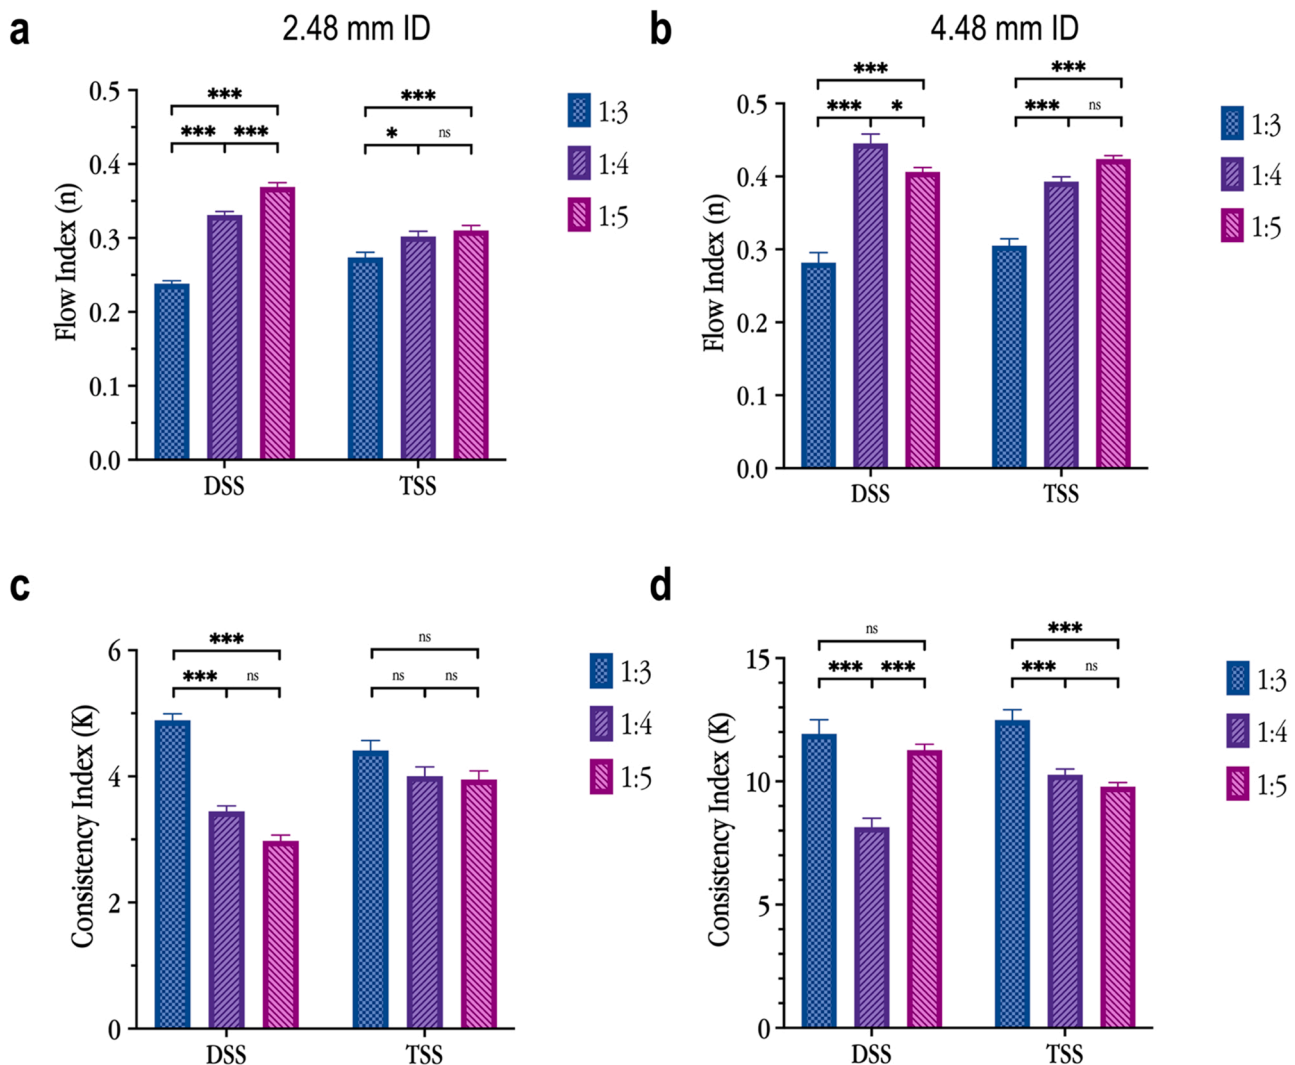 a
2.48 mm ID
Flow Index (n)
0.5
0.4
0.3
0.2
0.1
0.0
***
*** ***
***
* ns
DSS
TSS
1:3
1:4
1:5
b
4.48 mm ID
Flow Index (n)
0.5
0.4
0.3
0.2
0.1
0.0
***
*** *
***
*** ns
DSS
TSS
1:3
1:4
1:5
c
Consistency Index (K)
6
4
2
0
***
*** ns
ns
ns ns
DSS
TSS
1:3
1:4
1:5
d
Consistency Index (K)
15
10
5
0
ns
*** ***
***
*** ns
DSS
TSS
1:3
1:4
1:5